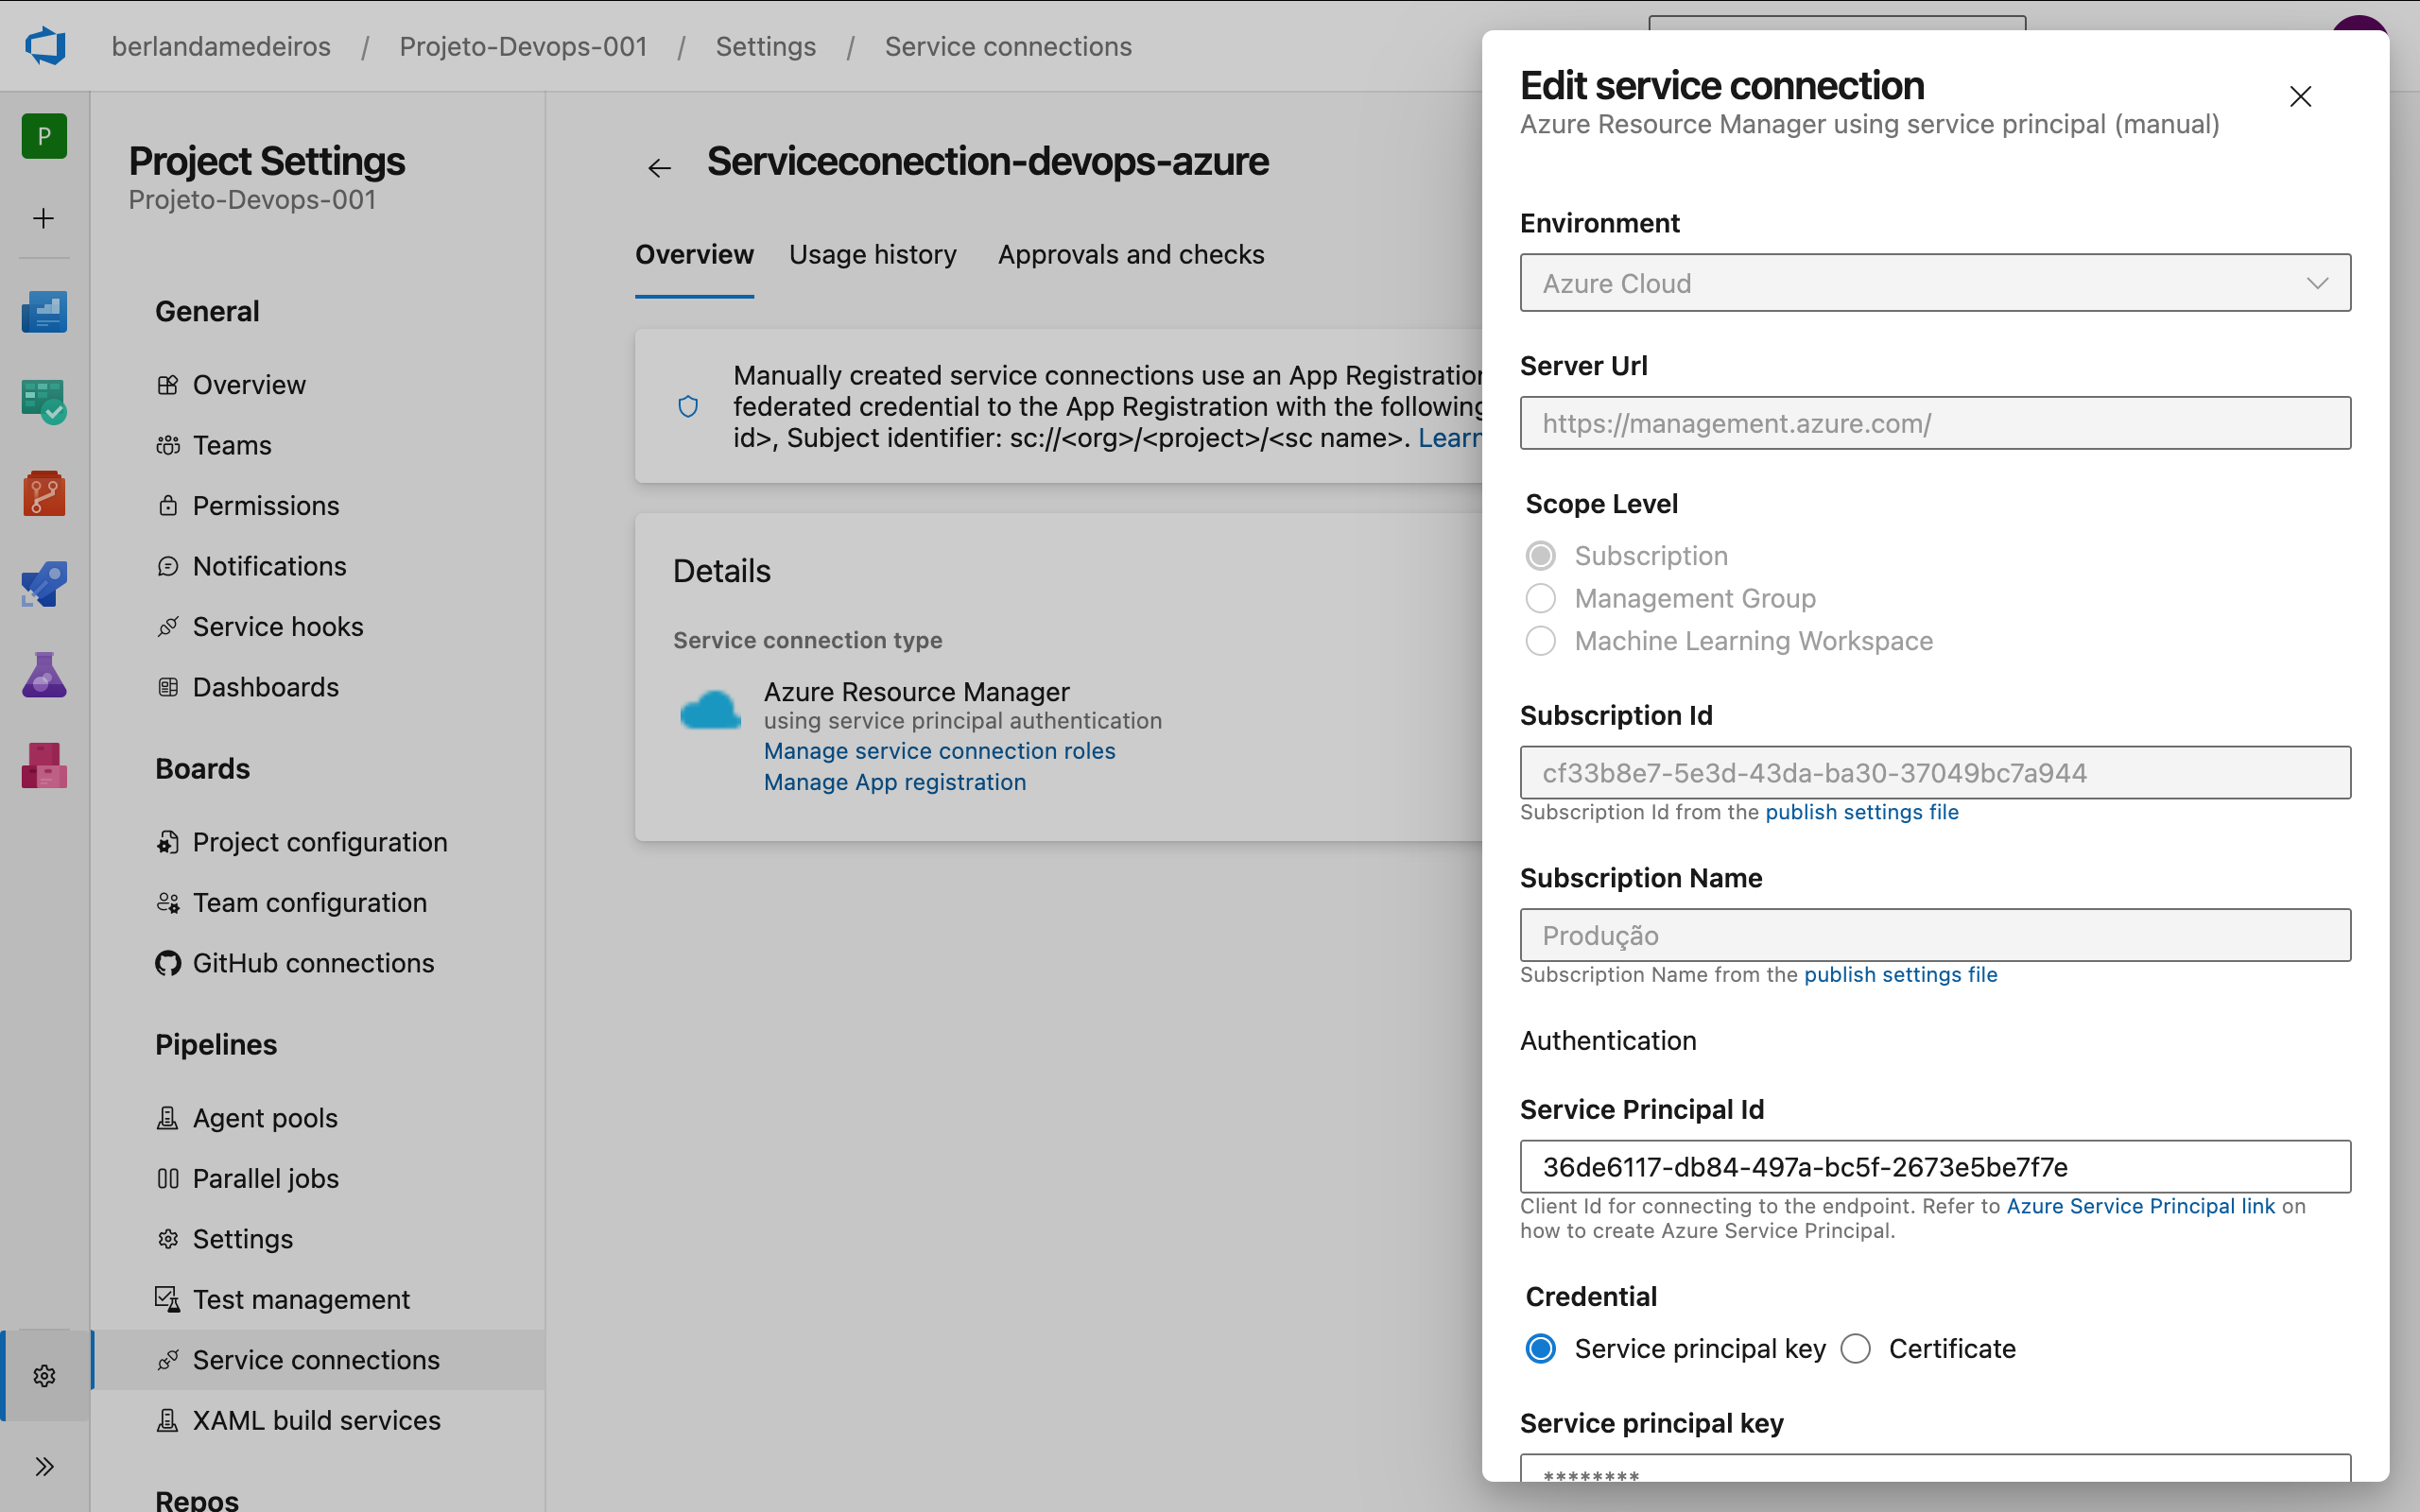 berlandamedeiros / Projeto-Devops-001 / Settings / Service connections
P
Project Settings
Projeto-Devops-001
General
Overview
Teams
Permissions
Notifications
Service hooks
Dashboards
Boards
Project configuration
Team configuration
GitHub connections
Pipelines
Agent pools
Parallel jobs
Settings
Test management
Service connections
XAML build services
Repos
Serviceconection-devops-azure
Overview Usage history Approvals and checks
Manually created service connections use an App Registration
federated credential to the App Registration with the following
id>, Subject identifier: sc://<org>/<project>/<sc name>. Learn
Details
Service connection type
Azure Resource Manager
using service principal authentication
Manage service connection roles
Manage App registration
Edit service connection
Azure Resource Manager using service principal (manual)
Environment
Azure Cloud
Server Url
https://management.azure.com/
Scope Level
Subscription
Management Group
Machine Learning Workspace
Subscription Id
cf33b8e7-5e3d-43da-ba30-37049bc7a944
Subscription Id from the publish settings file
Subscription Name
Produção
Subscription Name from the publish settings file
Authentication
Service Principal Id
36de6117-db84-497a-bc5f-2673e5be7f7e
Client Id for connecting to the endpoint. Refer to Azure Service Principal link on
how to create Azure Service Principal.
Credential
Service principal key Certificate
Service principal key
********